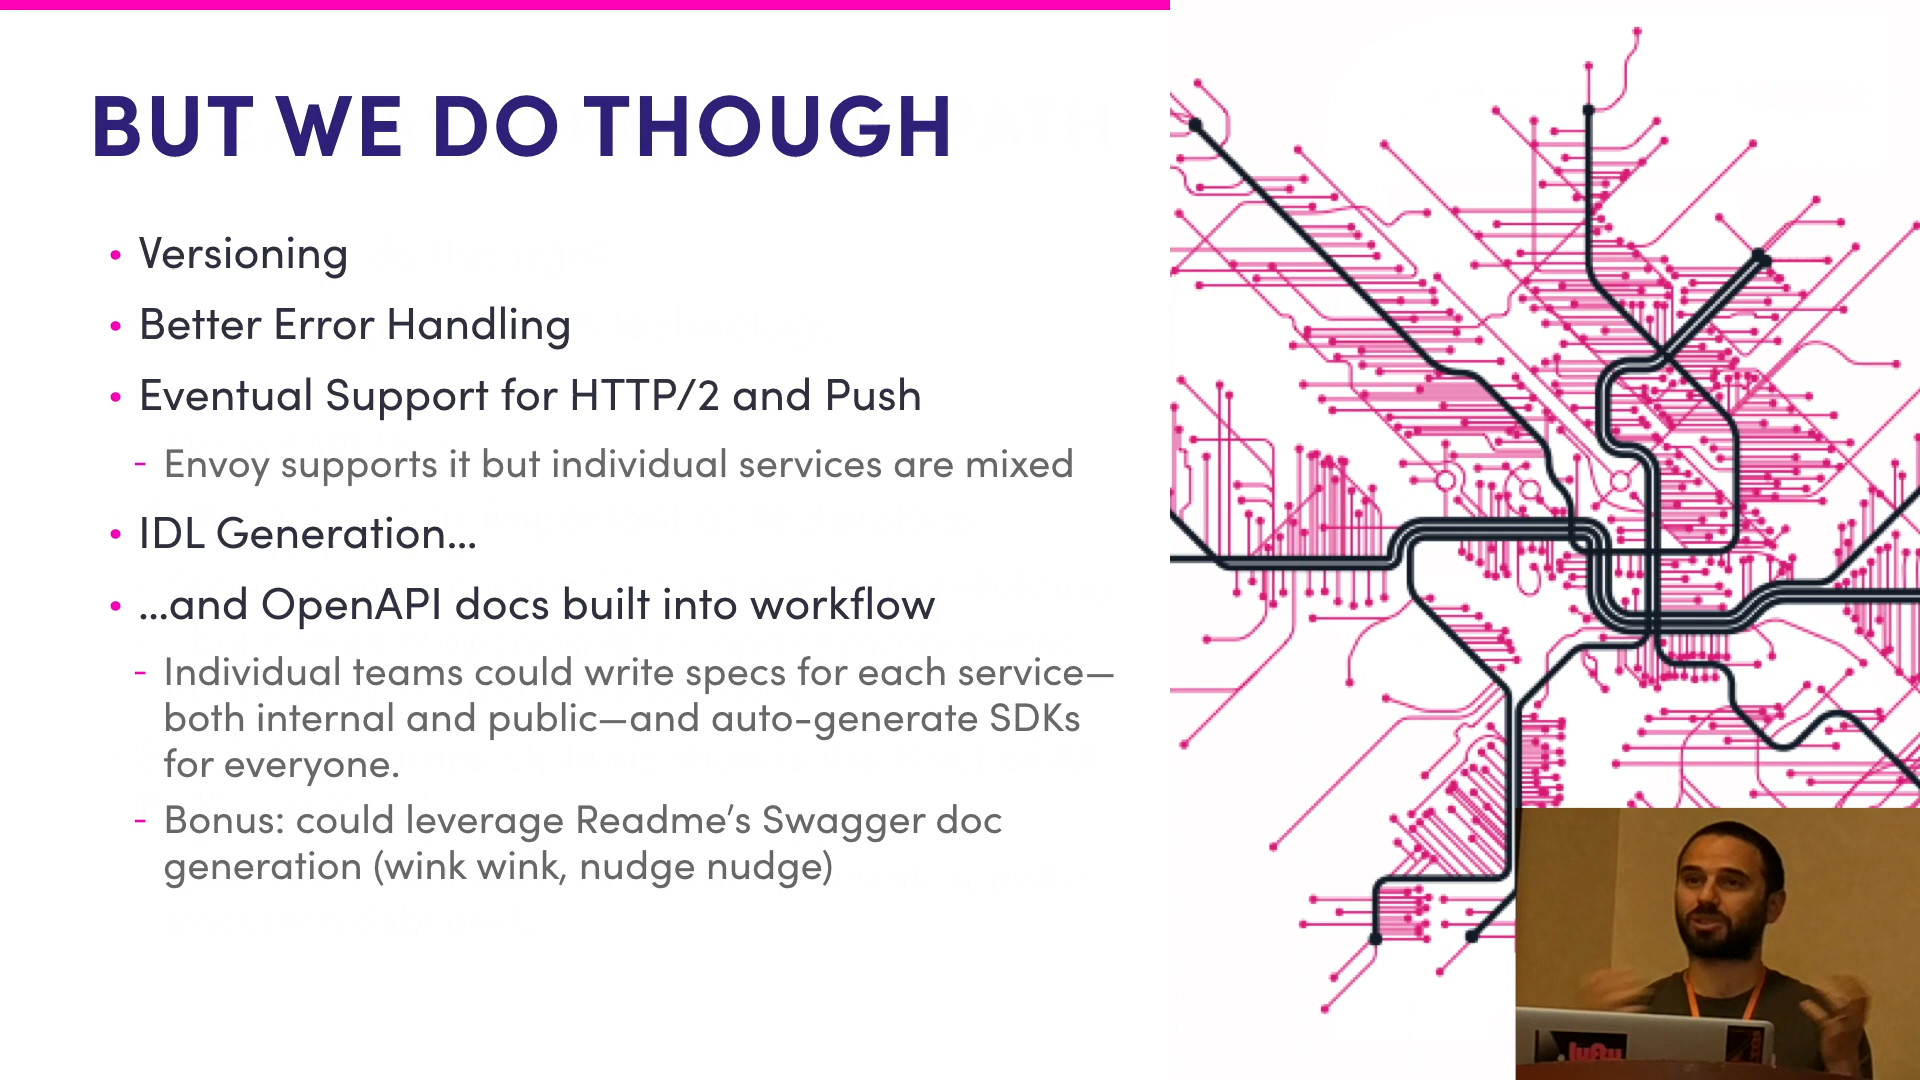 BUT WE DO THOUGH
• Versioning
• Better Error Handling
• Eventual Support for HTTP/2 and Push
- Envoy supports it but individual services are mixed
• IDL Generation...
• ...and OpenAPI docs built into workflow
- Individual teams could write specs for each service—
both internal and public—and auto-generate SDKs
for everyone.
- Bonus: could leverage Readme’s Swagger doc
generation (wink wink, nudge nudge)